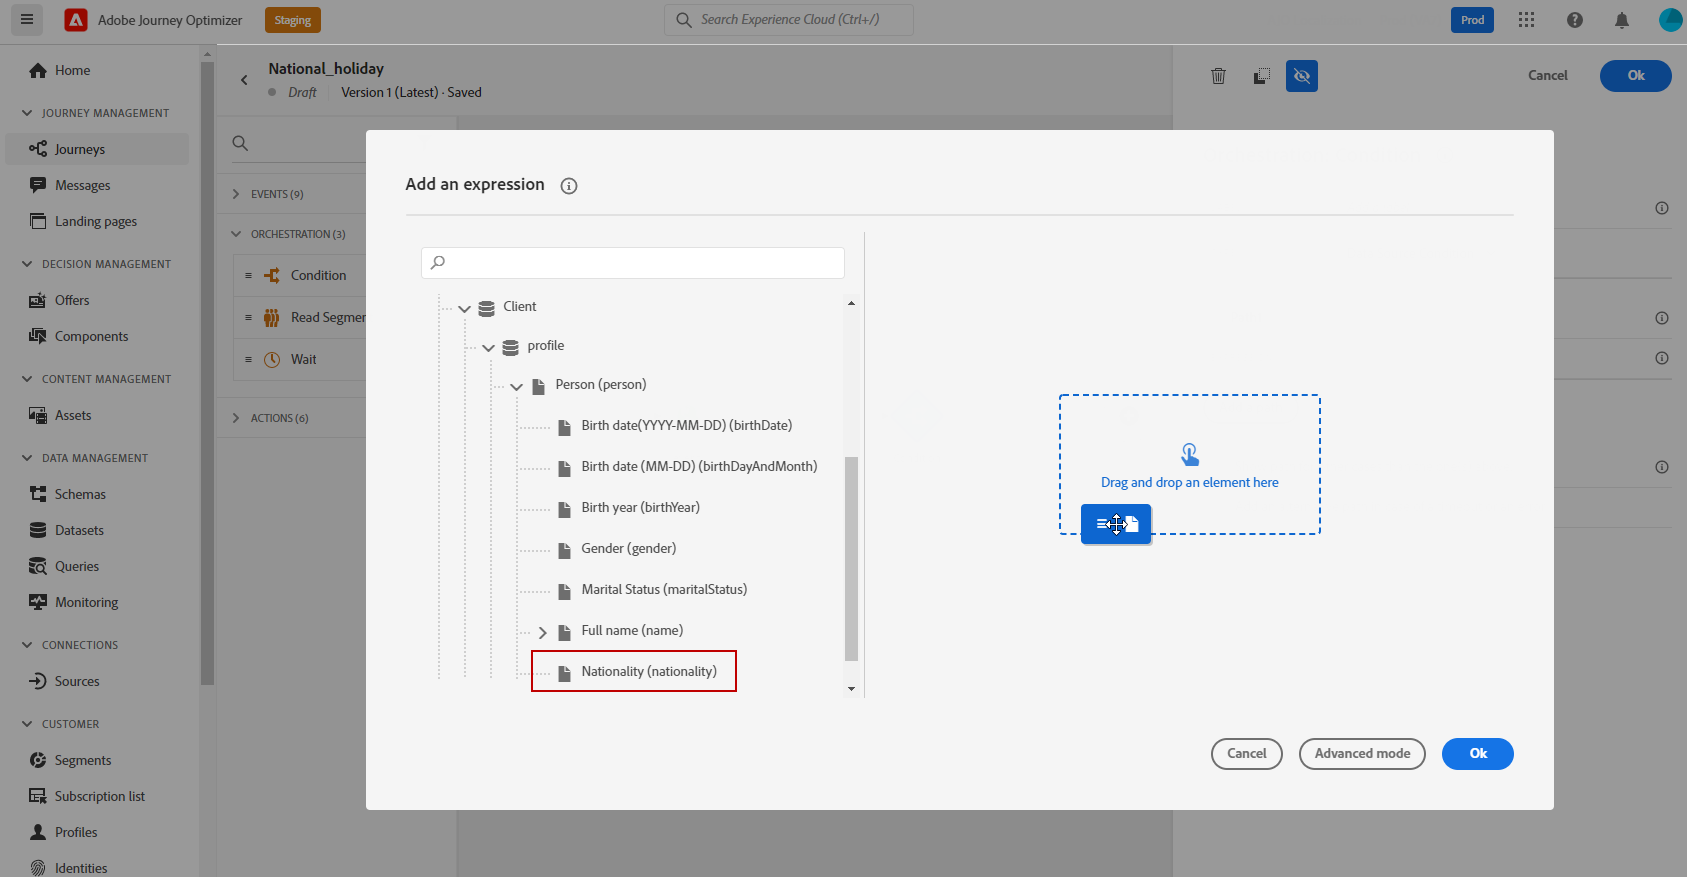 Adobe Journey Optimizer
Staging
Search Experience Cloud (Ctrl+/)
Prod
Home
JOURNEY MANAGEMENT
Journeys
Messages
Landing pages
DECISION MANAGEMENT
Offers
Components
CONTENT MANAGEMENT
Assets
DATA MANAGEMENT
Schemas
Datasets
Queries
Monitoring
CONNECTIONS
Sources
CUSTOMER
Segments
Subscription list
Profiles
Identities
National_holiday
Draft
Version 1 (Latest) · Saved
Cancel
Ok
EVENTS (9)
ORCHESTRATION (3)
Condition
Read Segmer
Wait
ACTIONS (6)
Add an expression
Client
profile
Person (person)
Birth date(YYYY-MM-DD) (birthDate)
Birth date (MM-DD) (birthDayAndMonth)
Birth year (birthYear)
Gender (gender)
Marital Status (maritalStatus)
Full name (name)
Nationality (nationality)
Drag and drop an element here
Cancel
Advanced mode
Ok